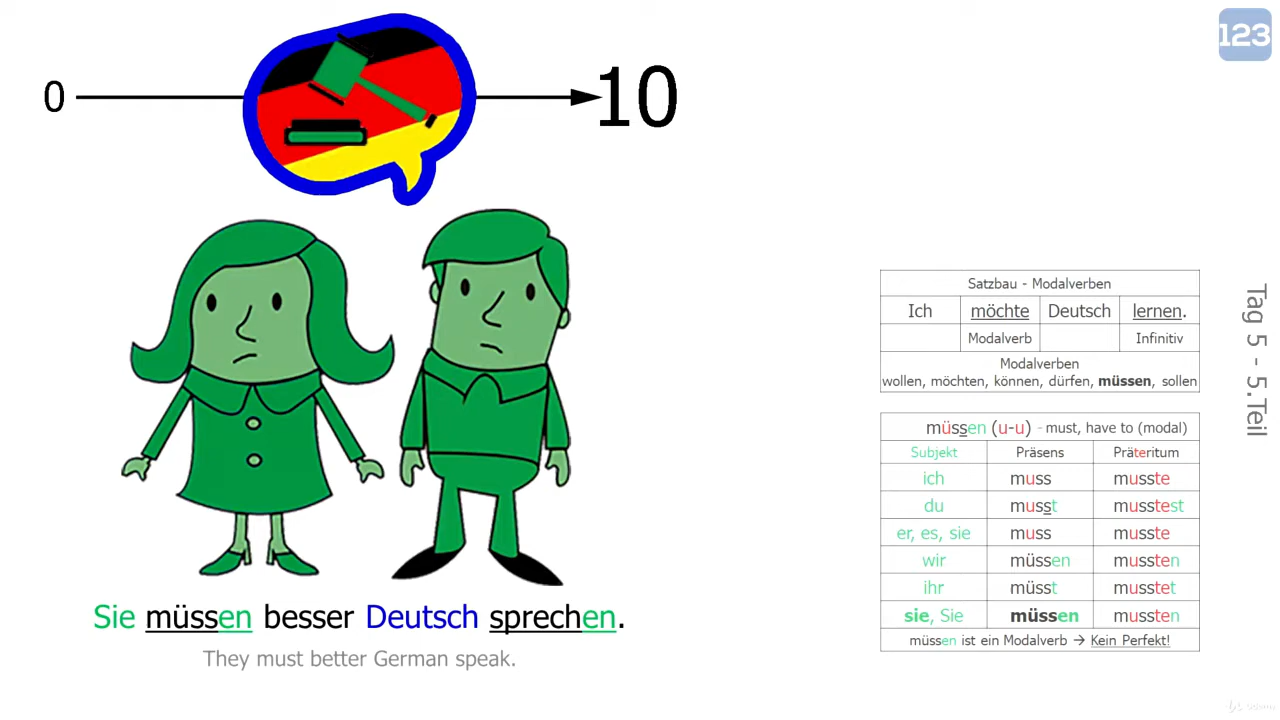 123
0 10
Sie müssen besser Deutsch sprechen.
They must better German speak.
Satzbau - Modalverben
Ich möchte Deutsch lernen.
Modalverb Infinitiv
Modalverben
wollen, möchten, können, dürfen, müssen, sollen
müssen (u-u) - must, have to (modal)
Subjekt Präsens Präteritum
ich muss musste
du musst musstest
er, es, sie muss musste
wir müssen mussten
ihr müsst musstet
sie, Sie müssen mussten
müssen ist ein Modalverb → Kein Perfekt!
Tag 5 - 5.Teil